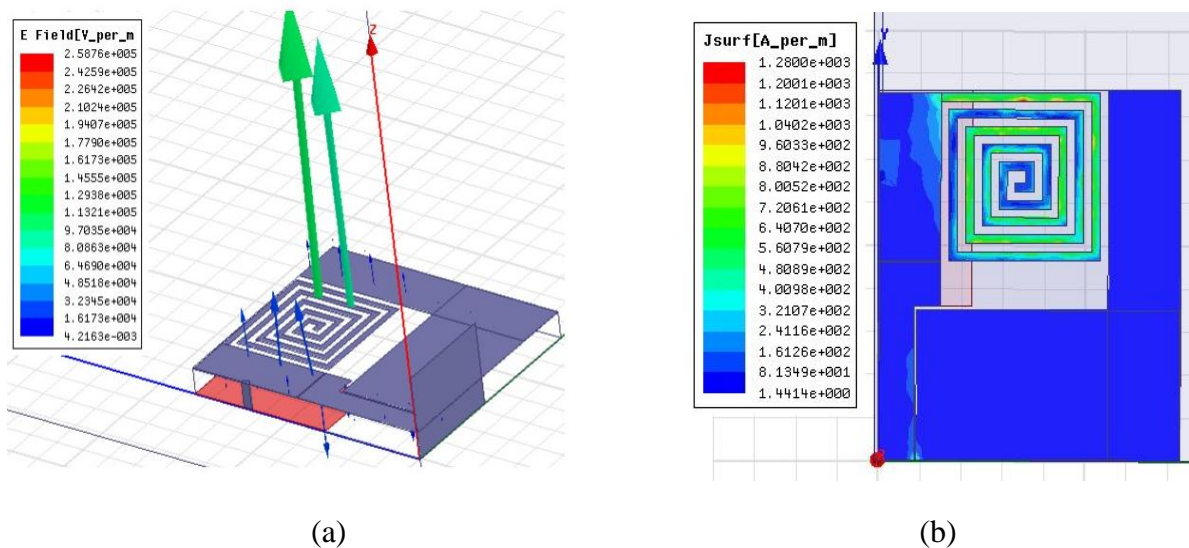 E Field[V_per_m
2.5876e+005
2.4259e+005
2.2642e+005
2.1024e+005
1.9407e+005
1.7790e+005
1.6173e+005
1.4555e+005
1.2938e+005
1.1321e+005
9.7035e+004
8.0863e+004
6.4690e+004
4.8518e+004
3.2345e+004
1.6173e+004
4.2163e-003
Z
(a)
Jsurf[A_per_m]
1.2800e+003
1.2001e+003
1.1201e+003
1.0402e+003
9.6033e+002
8.8042e+002
8.0052e+002
7.2061e+002
6.4070e+002
5.6079e+002
4.8089e+002
4.0098e+002
3.2107e+002
2.4116e+002
1.6126e+002
8.1349e+001
1.4414e+000
Y
(b)